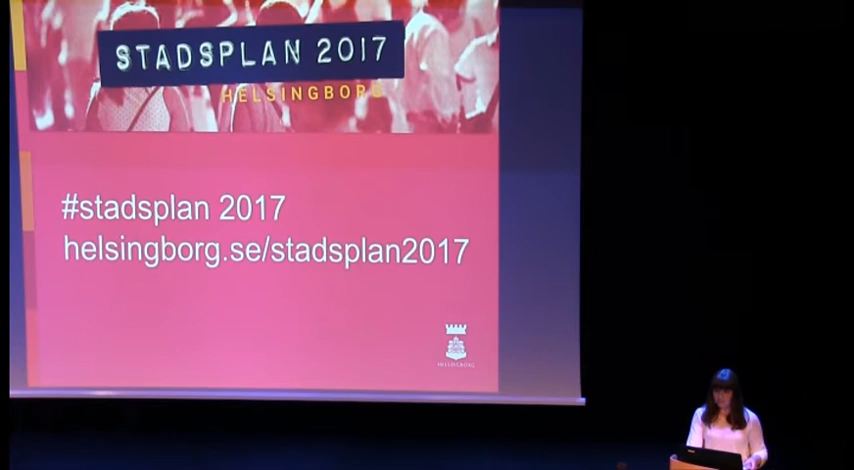 STADSPLAN 2017
HELSINGBORG
#stadsplan 2017
helsingborg.se/stadsplan2017
HELSINGBORG